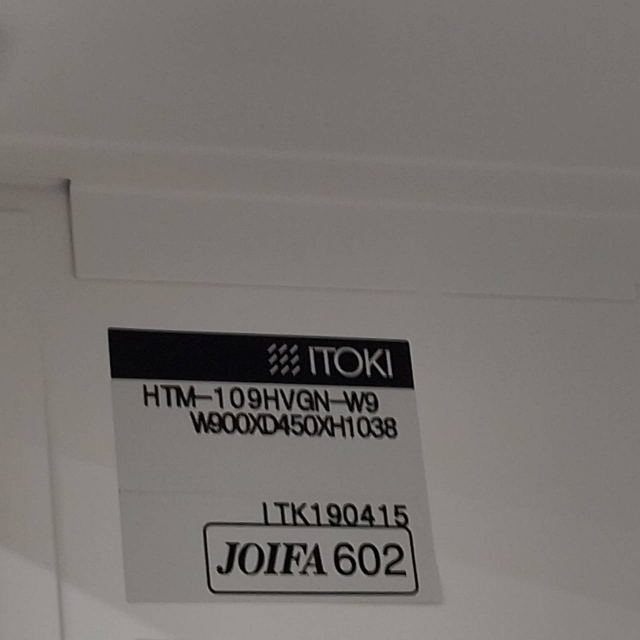 ITOKI
HTM-109HVGN-W9
W900XD450XH1038
ITK190415
JOIFA 602